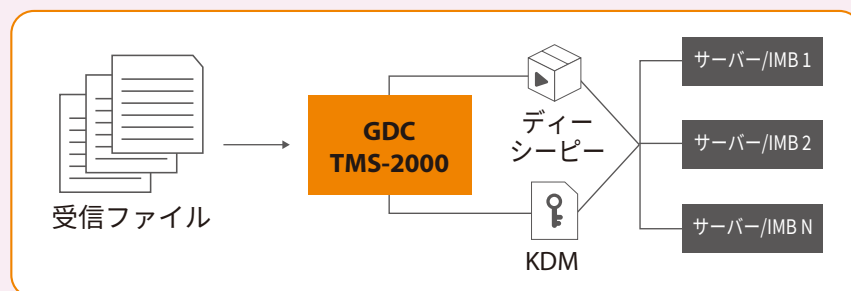 受信ファイル
GDC
TMS-2000
ディー
シーピー
KDM
サーバー/IMB 1
サーバー/IMB 2
サーバー/IMB N